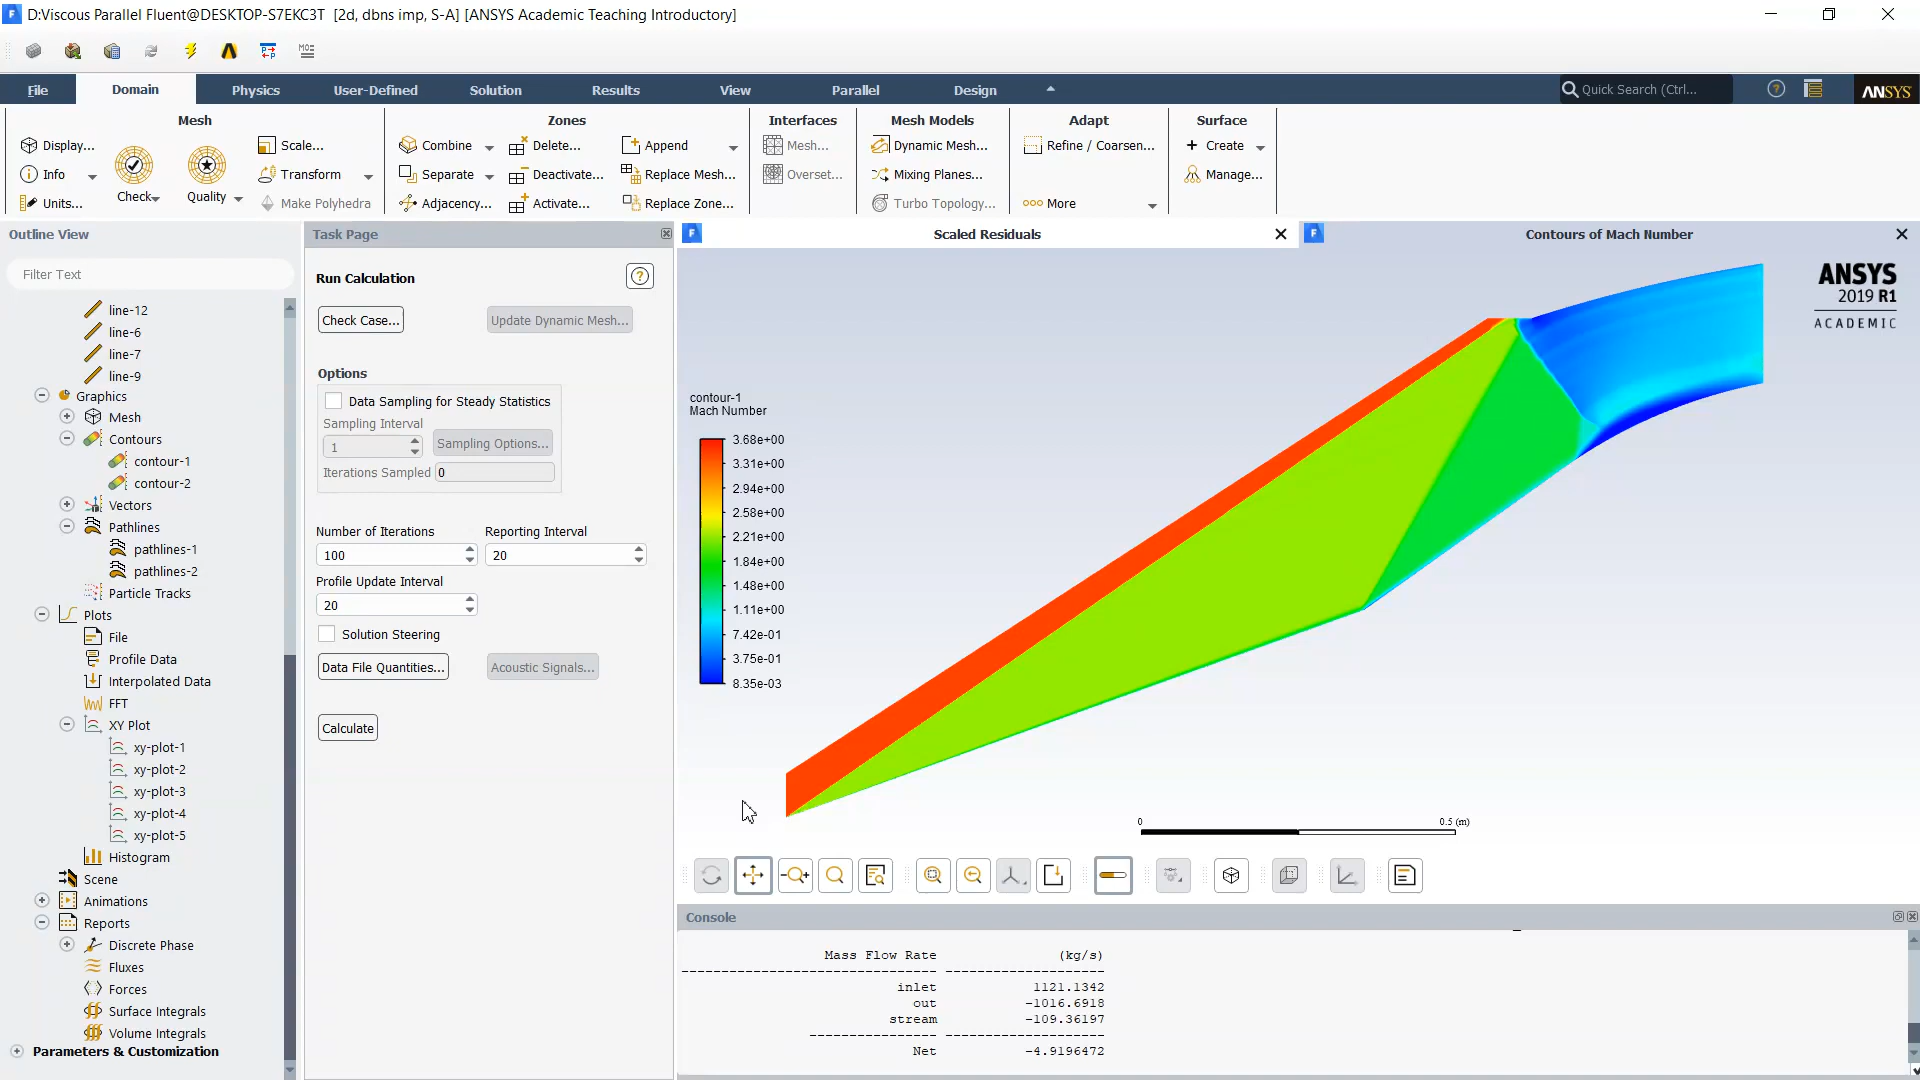 D:Viscous Parallel Fluent@DESKTOP-S7EKC3T [2d, dbns imp, S-A] [ANSYS Academic Teaching Introductory]
File Domain Physics User-Defined Solution Results View Parallel Design Quick Search (Ctrl... ANSYS
Mesh
Display...
Info
Units...
Check
Quality
Scale...
Transform
Make Polyhedra
Zones
Combine
Separate
Adjacency...
Delete...
Deactivate...
Activate...
Append
Replace Mesh...
Replace Zone...
Interfaces
Mesh...
Overset...
Mesh Models
Dynamic Mesh...
Mixing Planes...
Turbo Topology...
Adapt
Refine / Coarsen...
More
Surface
Create
Manage...
Outline View
Filter Text
line-12
line-6
line-7
line-9
Graphics
Mesh
Contours
contour-1
contour-2
Vectors
Pathlines
pathlines-1
pathlines-2
Particle Tracks
Plots
File
Profile Data
Interpolated Data
FFT
XY Plot
xy-plot-1
xy-plot-2
xy-plot-3
xy-plot-4
xy-plot-5
Histogram
Scene
Animations
Reports
Discrete Phase
Fluxes
Forces
Surface Integrals
Volume Integrals
Parameters & Customization
Task Page
Run Calculation
Check Case...
Update Dynamic Mesh...
Options
Data Sampling for Steady Statistics
Sampling Interval
1
Sampling Options...
Iterations Sampled 0
Number of Iterations Reporting Interval
100 20
Profile Update Interval
20
Solution Steering
Data File Quantities...
Acoustic Signals...
Calculate
Scaled Residuals
Contours of Mach Number
ANSYS
2019 R1
ACADEMIC
contour-1
Mach Number
3.68e+00
3.31e+00
2.94e+00
2.58e+00
2.21e+00
1.84e+00
1.48e+00
1.11e+00
7.42e-01
3.75e-01
8.35e-03
0 0.5 (m)
Console
Mass Flow Rate (kg/s)
-------------------------------- --------------------
inlet 1121.1342
out -1016.6918
stream -109.36197
---------------- --------------------
Net -4.9196472